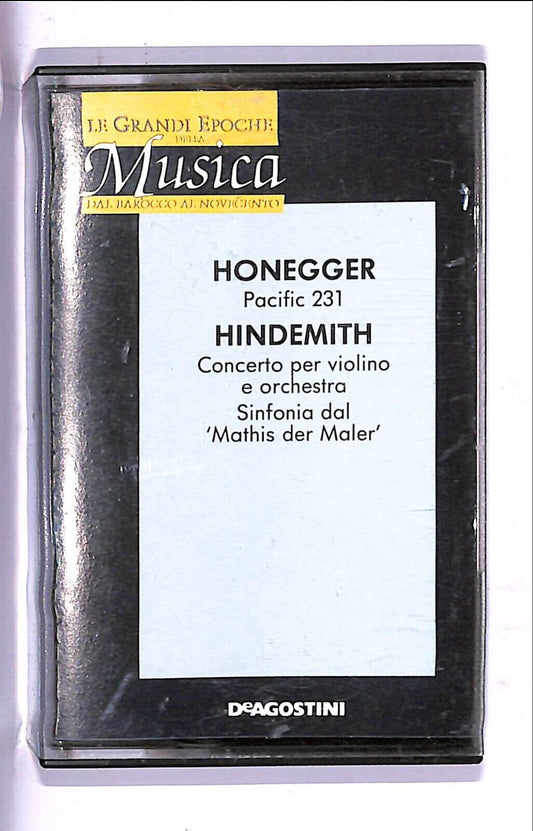 LE GRANDI EPOCHE
DELLA
Musica
DAL BAROCCO AL NOVECENTO
HONEGGER
Pacific 231
HINDEMITH
Concerto per violino
e orchestra
Sinfonia dal
‘Mathis der Maler’
DeAGOSTINI